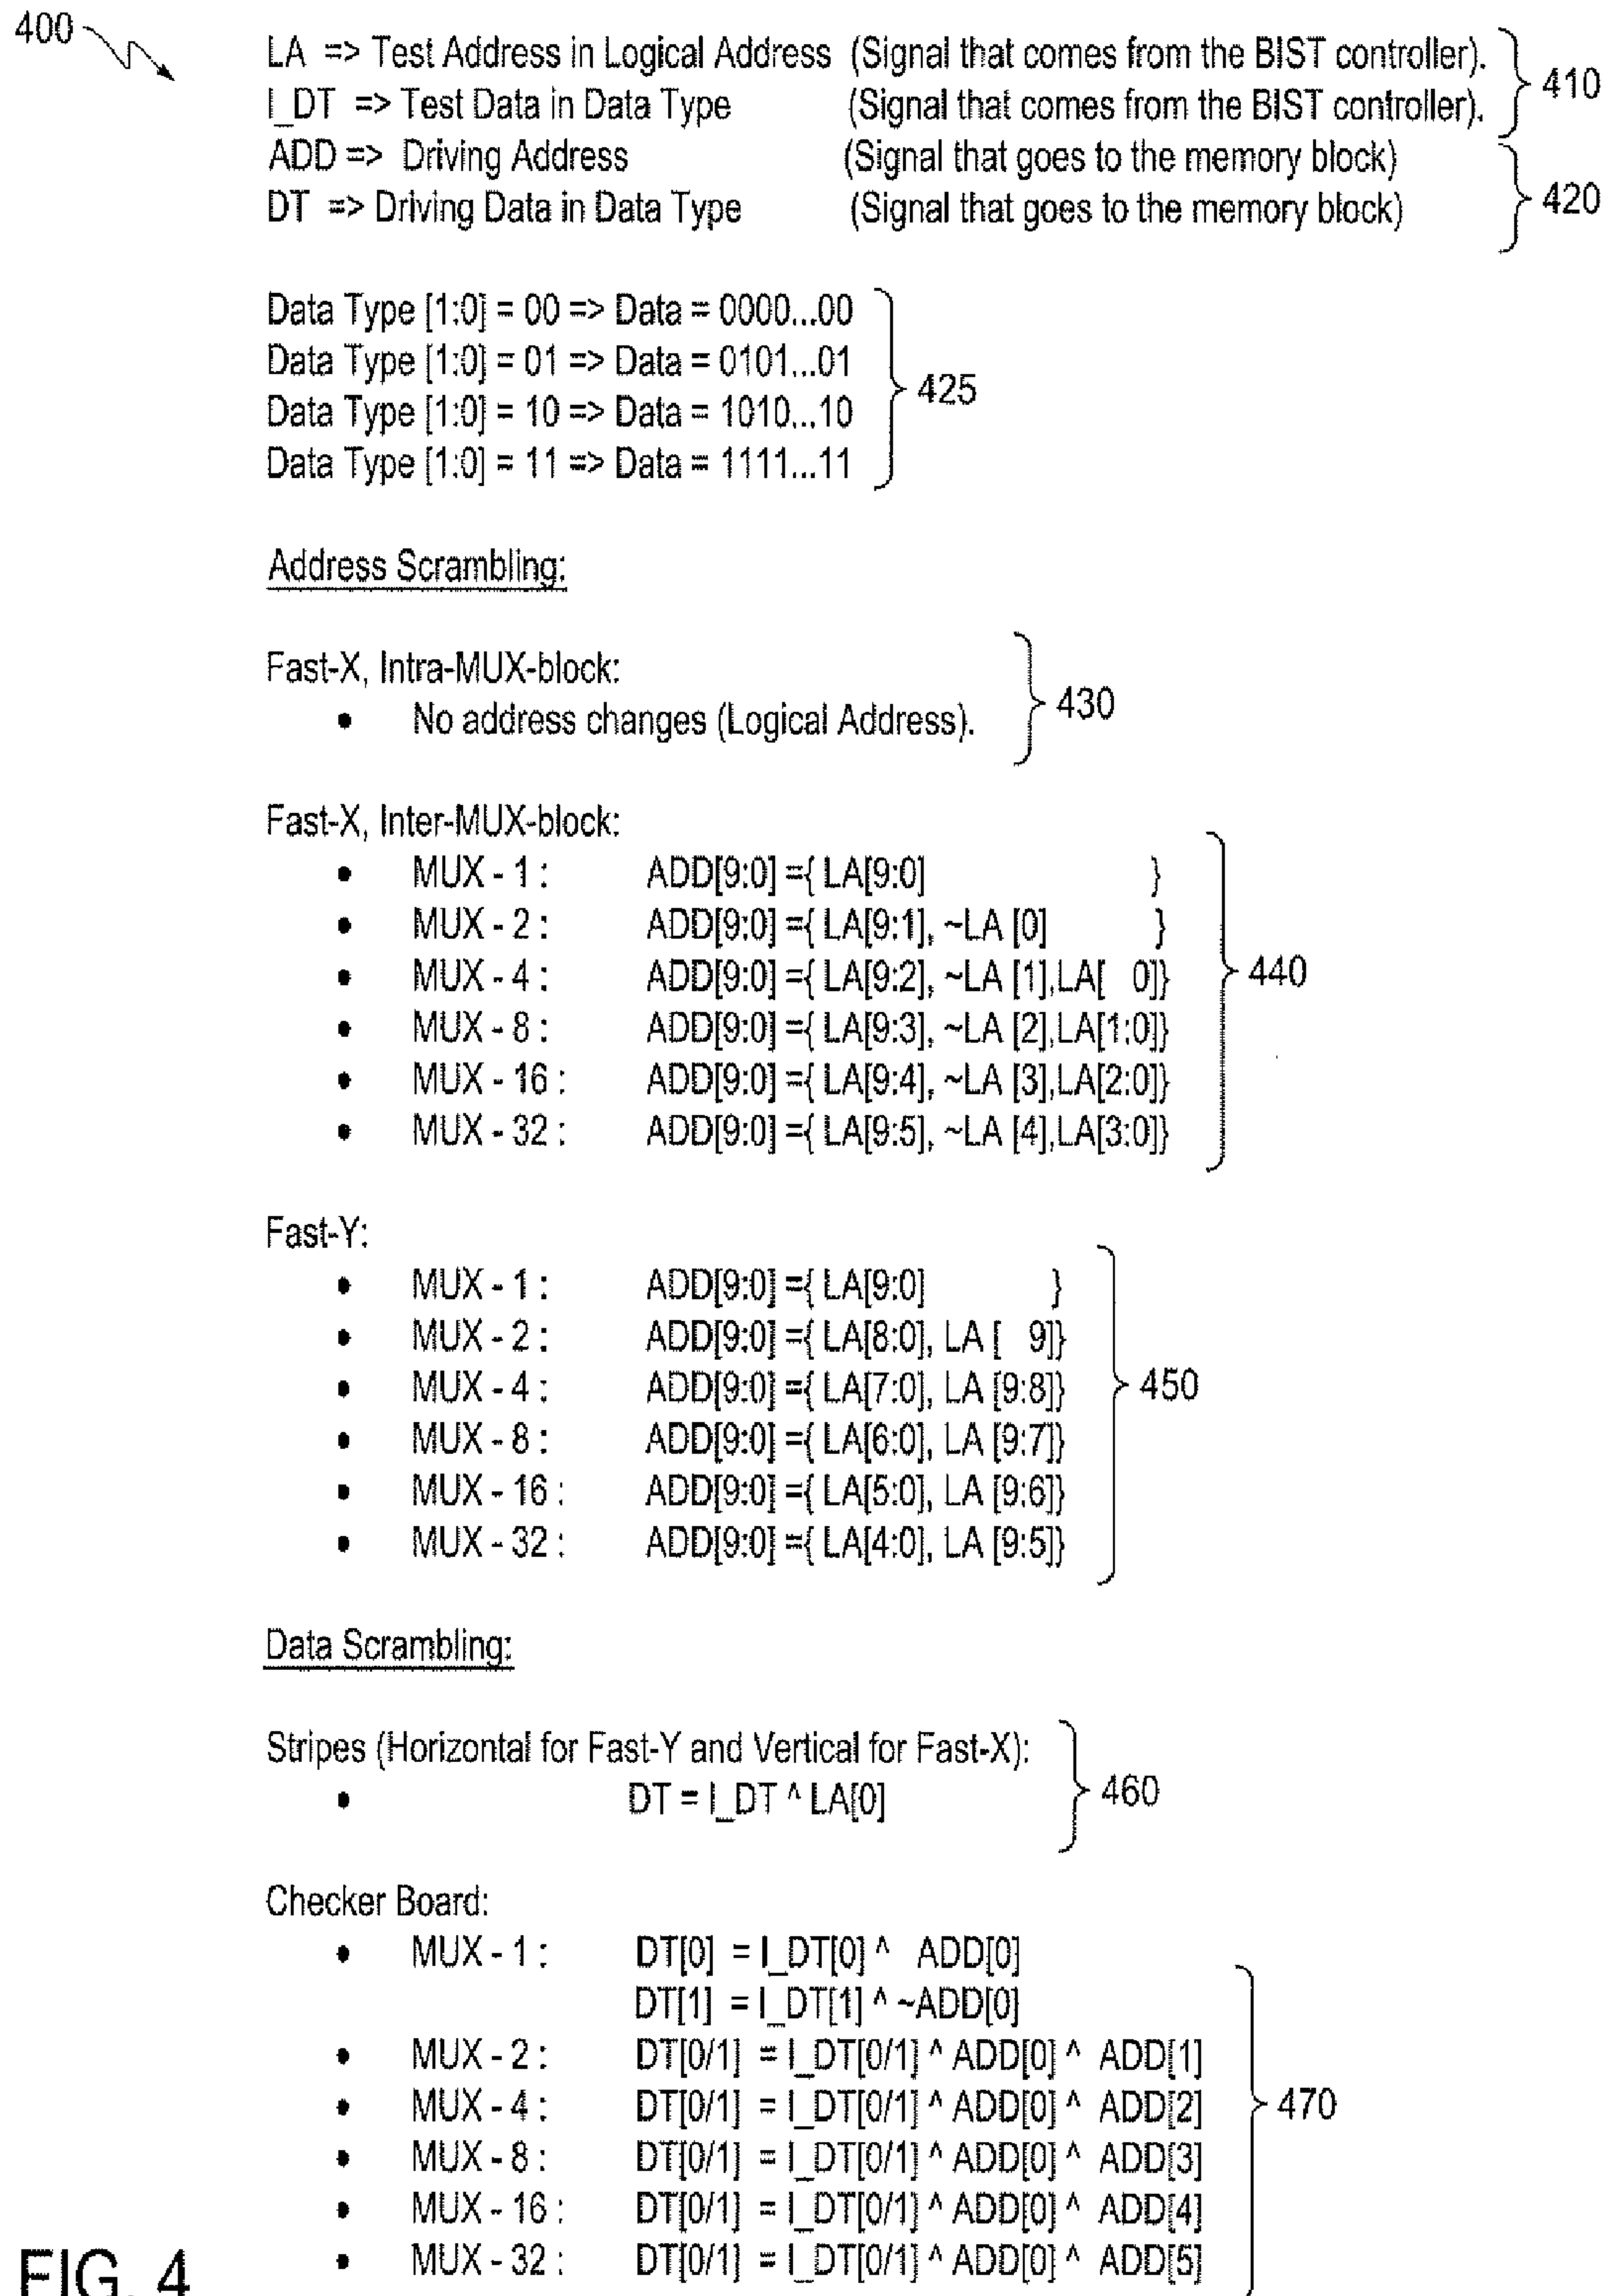 400
LA => Test Address in Logical Address (Signal that comes from the BIST controller).
I_DT => Test Data in Data Type (Signal that comes from the BIST controller).
410
ADD => Driving Address (Signal that goes to the memory block)
DT => Driving Data in Data Type (Signal that goes to the memory block)
420
Data Type [1:0] = 00 => Data = 0000...00
Data Type [1:0] = 01 => Data = 0101...01
Data Type [1:0] = 10 => Data = 1010...10
Data Type [1:0] = 11 => Data = 1111...11
425
Address Scrambling:
Fast-X, Intra-MUX-block:
• No address changes (Logical Address).
430
Fast-X, Inter-MUX-block:
• MUX - 1 : ADD[9:0] ={ LA[9:0] }
• MUX - 2 : ADD[9:0] ={ LA[9:1], ~LA [0] }
• MUX - 4 : ADD[9:0] ={ LA[9:2], ~LA [1],LA[ 0]}
• MUX - 8 : ADD[9:0] ={ LA[9:3], ~LA [2],LA[1:0]}
• MUX - 16 : ADD[9:0] ={ LA[9:4], ~LA [3],LA[2:0]}
• MUX - 32 : ADD[9:0] ={ LA[9:5], ~LA [4],LA[3:0]}
440
Fast-Y:
• MUX - 1 : ADD[9:0] ={ LA[9:0] }
• MUX - 2 : ADD[9:0] ={ LA[8:0], LA [ 9]}
• MUX - 4 : ADD[9:0] ={ LA[7:0], LA [9:8]}
• MUX - 8 : ADD[9:0] ={ LA[6:0], LA [9:7]}
• MUX - 16 : ADD[9:0] ={ LA[5:0], LA [9:6]}
• MUX - 32 : ADD[9:0] ={ LA[4:0], LA [9:5]}
450
Data Scrambling:
Stripes (Horizontal for Fast-Y and Vertical for Fast-X):
• DT = I_DT ^ LA[0]
460
Checker Board:
• MUX - 1 : DT[0] = I_DT[0] ^ ADD[0]
DT[1] = I_DT[1] ^ ~ADD[0]
• MUX - 2 : DT[0/1] = I_DT[0/1] ^ ADD[0] ^ ADD[1]
• MUX - 4 : DT[0/1] = I_DT[0/1] ^ ADD[0] ^ ADD[2]
• MUX - 8 : DT[0/1] = I_DT[0/1] ^ ADD[0] ^ ADD[3]
• MUX - 16 : DT[0/1] = I_DT[0/1] ^ ADD[0] ^ ADD[4]
• MUX - 32 : DT[0/1] = I_DT[0/1] ^ ADD[0] ^ ADD[5]
470
FIG. 4